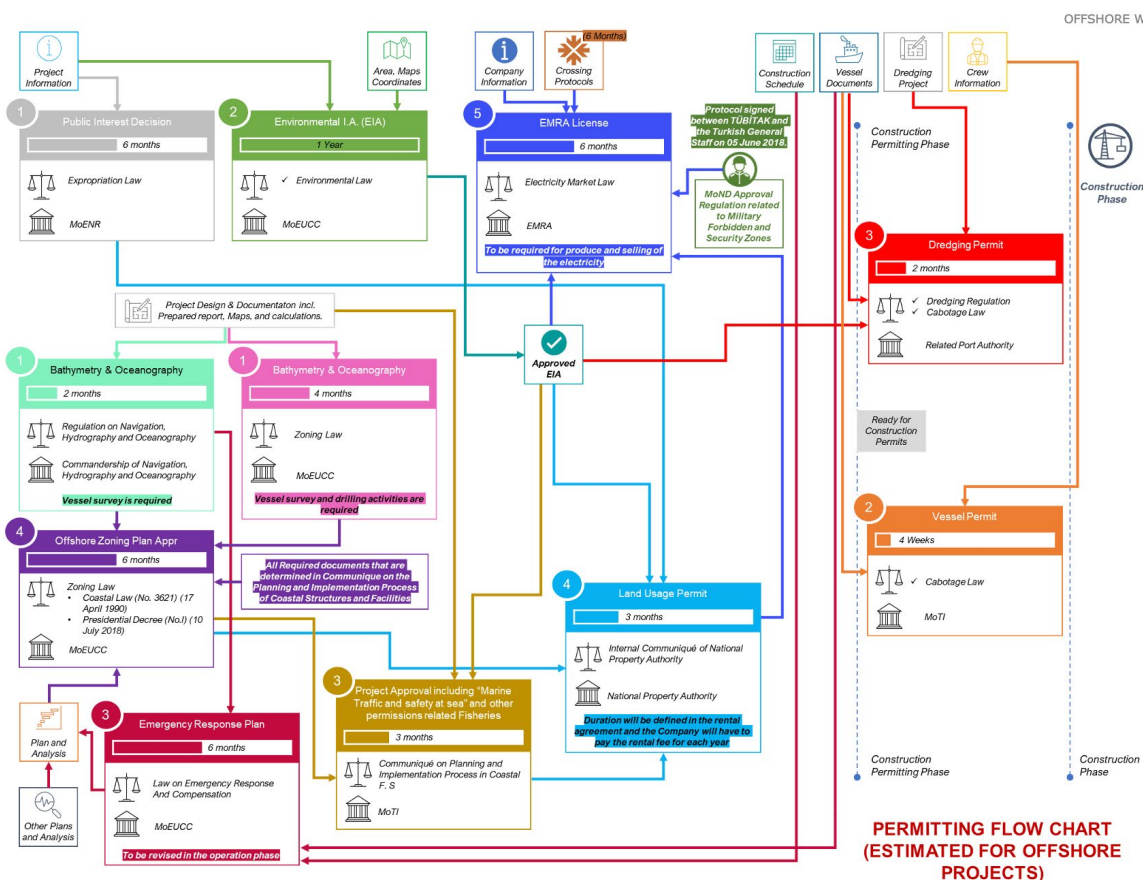 OFFSHORE W
Project
Information
Area, Maps
Coordinates
Company
Information
(6 Months)
Crossing
Protocols
Construction
Schedule
Vessel
Documents
Dredging
Project
Crew
Information
1
Public Interest Decision
6 months
Expropriation Law
MoENR
2
Environmental I.A. (EIA)
1 Year
✓ Environmental Law
MoEUCC
5
EMRA License
6 months
Electricity Market Law
EMRA
To be required for produce and selling of
the electricity
Protocol signed
between TÜBİTAK and
the Turkish General
Staff on 05 June 2018.
MoND Approval
Regulation related
to Military
Forbidden and
Security Zones
Construction
Permitting Phase
Construction
Phase
3
Dredging Permit
2 months
✓ Dredging Regulation
✓ Cabotage Law
Related Port Authority
Project Design & Documentaton incl.
Prepared report, Maps, and calculations.
1
Bathymetry & Oceanography
2 months
Regulation on Navigation,
Hydrography and Oceanography
Commandership of Navigation,
Hydrography and Oceanography
Vessel survey is required
1
Bathymetry & Oceanography
4 months
Zoning Law
MoEUCC
Vessel survey and drilling activities are
required
Approved
EIA
Ready for
Construction
Permits
2
Vessel Permit
4 Weeks
✓ Cabotage Law
MoTI
4
Offshore Zoning Plan Appr
6 months
Zoning Law
• Coastal Law (No. 3621) (17
April 1990)
• Presidential Decree (No.I) (10
July 2018)
MoEUCC
All Required documents that are
determined in Communique on the
Planning and Implementation Process
of Coastal Structures and Facilities
4
Land Usage Permit
3 months
Internal Communiqué of National
Property Authority
National Property Authority
Duration will be defined in the rental
agreement and the Company will have to
pay the rental fee for each year
3
Project Approval including “Marine
Traffic and safety at sea” and other
permissions related Fisheries
3 months
Communiqué on Planning and
Implementation Process in Coastal
F. S
MoTI
Plan and
Analysis
Other Plans
and Analysis
3
Emergency Response Plan
6 months
Law on Emergency Response
And Compensation
MoEUCC
To be revised in the operation phase
Construction
Permitting Phase
Construction
Phase
PERMITTING FLOW CHART
(ESTIMATED FOR OFFSHORE
PROJECTS)